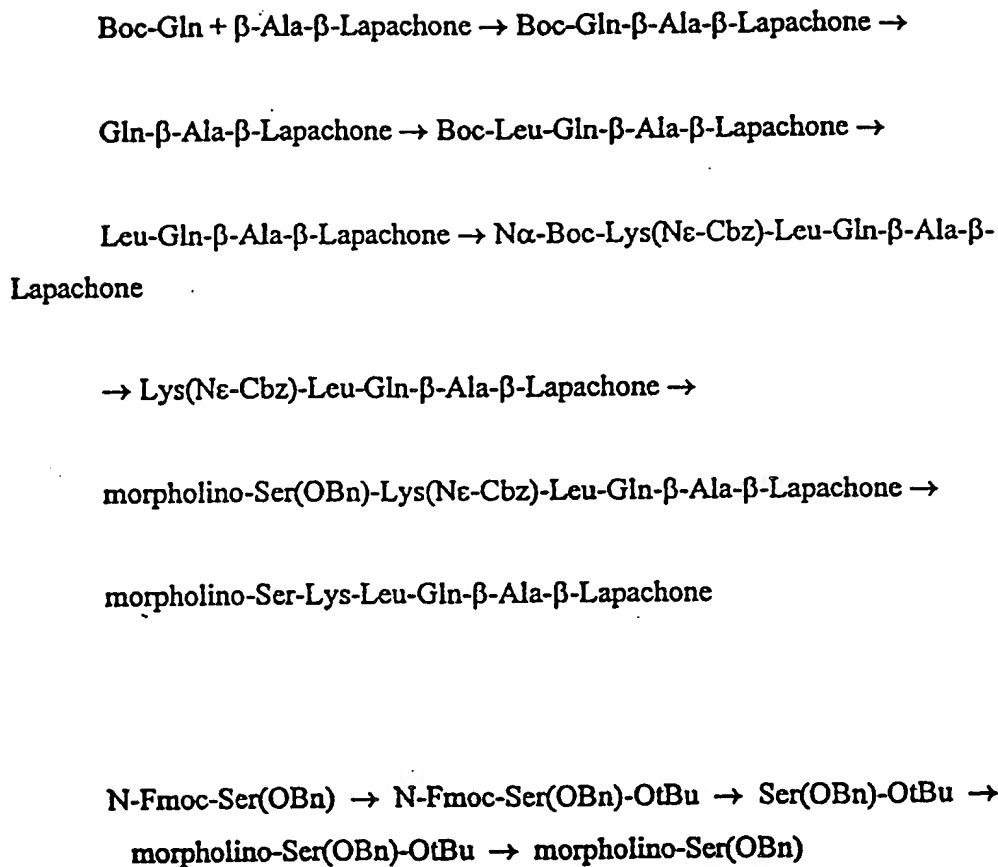 Boc-Gln + β-Ala-β-Lapachone → Boc-Gln-β-Ala-β-Lapachone →
Gln-β-Ala-β-Lapachone → Boc-Leu-Gln-β-Ala-β-Lapachone →
Leu-Gln-β-Ala-β-Lapachone → Nα-Boc-Lys(Nε-Cbz)-Leu-Gln-β-Ala-β-
Lapachone
→ Lys(Nε-Cbz)-Leu-Gln-β-Ala-β-Lapachone →
morpholino-Ser(OBn)-Lys(Nε-Cbz)-Leu-Gln-β-Ala-β-Lapachone →
morpholino-Ser-Lys-Leu-Gln-β-Ala-β-Lapachone
N-Fmoc-Ser(OBn) → N-Fmoc-Ser(OBn)-OtBu → Ser(OBn)-OtBu →
morpholino-Ser(OBn)-OtBu → morpholino-Ser(OBn)